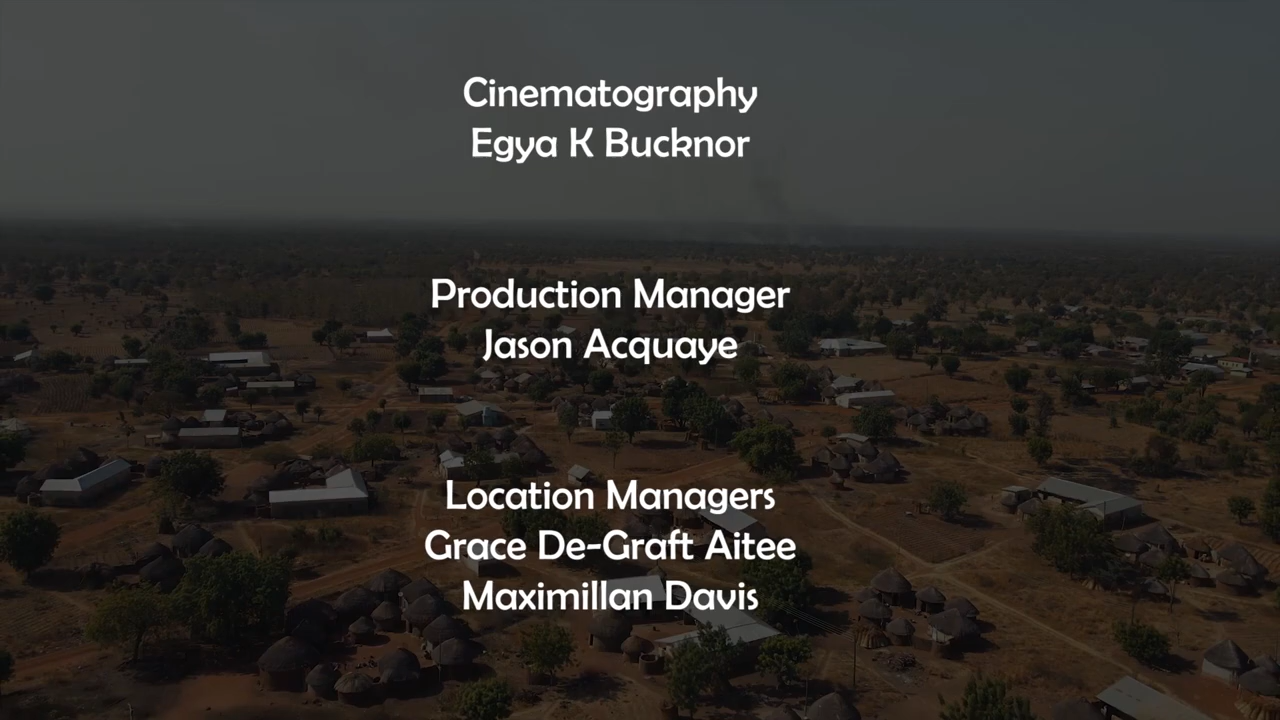 Cinematography
Egya K Bucknor
Production Manager
Jason Acquaye
Location Managers
Grace De-Graft Aitee
Maximillan Davis